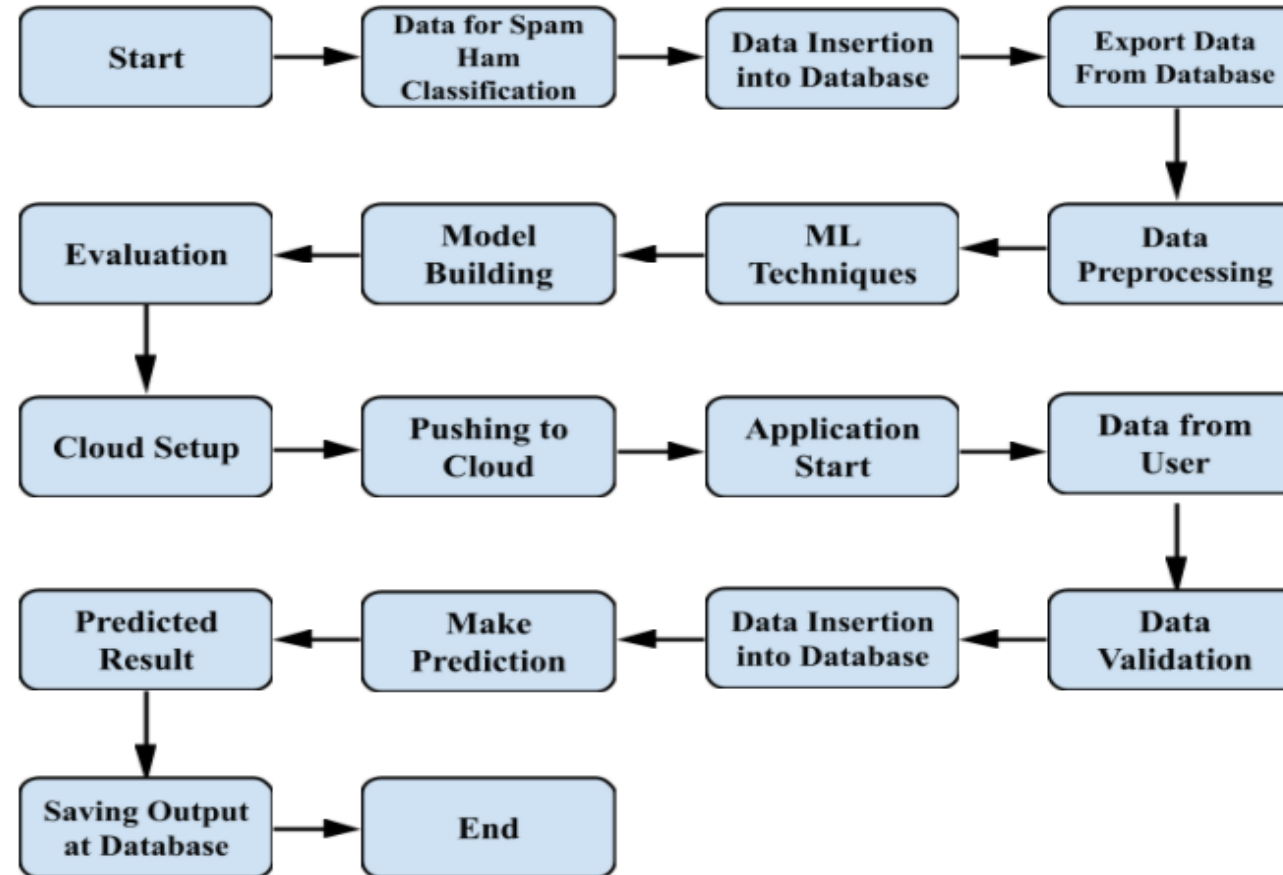 Start
Data for Spam
Ham
Classification
Data Insertion
into Database
Export Data
From Database
Evaluation
Model
Building
ML
Techniques
Data
Preprocessing
Cloud Setup
Pushing to
Cloud
Application
Start
Data from
User
Predicted
Result
Make
Prediction
Data Insertion
into Database
Data
Validation
Saving Output
at Database
End